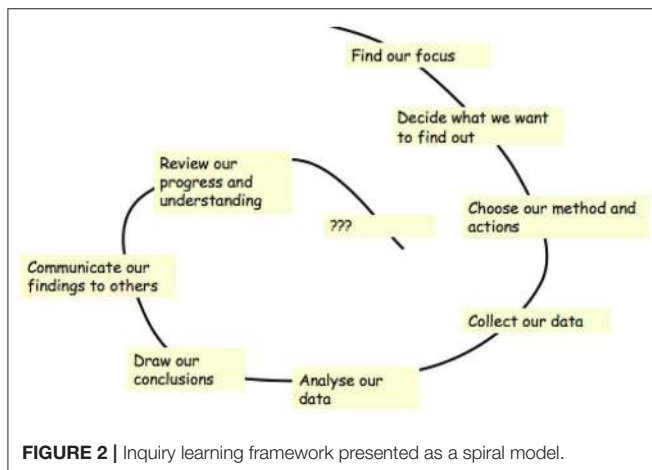 Find our focus
Decide what we want
to find out
Choose our method and
actions
Collect our data
Analyse our
data
Draw our
conclusions
Communicate our
findings to others
Review our
progress and
understanding
???
FIGURE 2 | Inquiry learning framework presented as a spiral model.